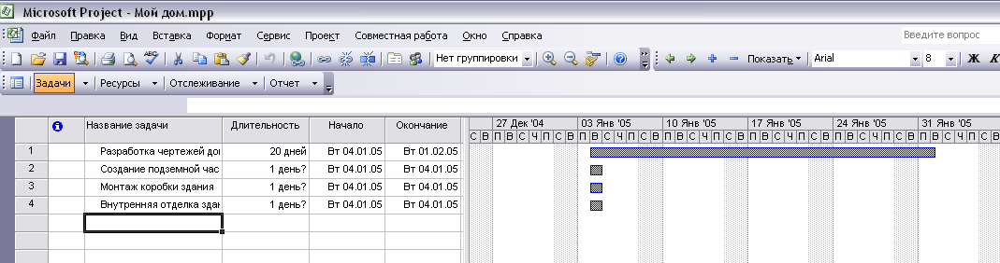 Microsoft Project - Мой дом.mpp
Файл Правка Вид Вставка Формат Сервис Проект Совместная работа Окно Справка Введите вопрос
Нет группировки Показать Arial 8 Ж К
Задачи Ресурсы Отслеживание Отчет
Название задачи Длительность Начало Окончание 27 Дек '04 03 Янв '05 10 Янв '05 17 Янв '05 24 Янв '05 31 Янв '05
С В П В С Ч П С В П В С Ч П С В П В С Ч П С В П В С Ч П С В П В С Ч П С В П В С Ч П С
1 Разработка чертежей дон 20 дней Вт 04.01.05 Вт 01.02.05
2 Создание подземной час 1 день? Вт 04.01.05 Вт 04.01.05
3 Монтаж коробки здания 1 день? Вт 04.01.05 Вт 04.01.05
4 Внутренняя отделка здан 1 день? Вт 04.01.05 Вт 04.01.05